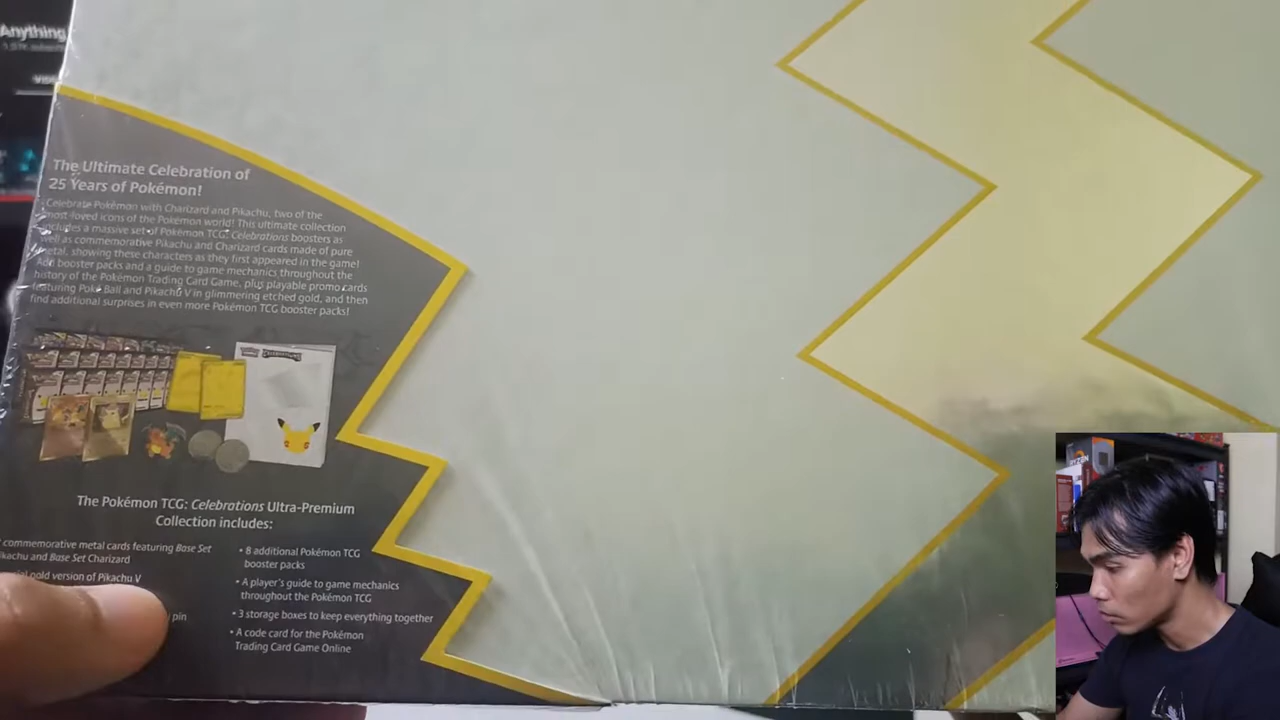 Anything
The Ultimate Celebration of
25 Years of Pokémon!
Celebrate Pokémon with Charizard and Pikachu, two of the
most-loved icons of the Pokémon world! This ultimate collection
includes a massive set of Pokémon TCG: Celebrations boosters as
well as commemorative Pikachu and Charizard cards made of pure
metal, showing these characters as they first appeared in the game!
Add booster packs and a guide to game mechanics throughout the
history of the Pokémon Trading Card Game, plus playable promo cards
featuring Poké Ball and Pikachu V in glimmering etched gold, and then
find additional surprises in even more Pokémon TCG booster packs!
CELEBRATIONS
The Pokémon TCG: Celebrations Ultra-Premium
Collection includes:
commemorative metal cards featuring Base Set
Pikachu and Base Set Charizard
gold version of Pikachu V
pin
• 8 additional Pokémon TCG
booster packs
• A player's guide to game mechanics
throughout the Pokémon TCG
• 3 storage boxes to keep everything together
• A code card for the Pokémon
Trading Card Game Online
RYZEN